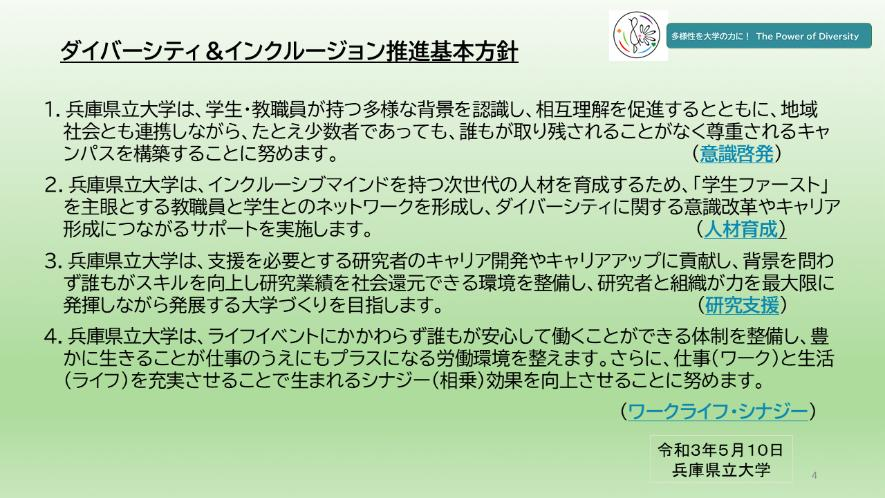 多様性を大学の力に! The Power of Diversity
ダイバーシティ&インクルージョン推進基本方針
1. 兵庫県立大学は、学生・教職員が持つ多様な背景を認識し、相互理解を促進するとともに、地域
社会とも連携しながら、たとえ少数者であっても、誰もが取り残されることがなく尊重されるキャ
ンパスを構築することに努めます。 (意識啓発)
2. 兵庫県立大学は、インクルーシブマインドを持つ次世代の人材を育成するため、「学生ファースト」
を主眼とする教職員と学生とのネットワークを形成し、ダイバーシティに関する意識改革やキャリア
形成につながるサポートを実施します。 (人材育成)
3. 兵庫県立大学は、支援を必要とする研究者のキャリア開発やキャリアアップに貢献し、背景を問わ
ず誰もがスキルを向上し研究業績を社会還元できる環境を整備し、研究者と組織が力を最大限に
発揮しながら発展する大学づくりを目指します。 (研究支援)
4. 兵庫県立大学は、ライフイベントにかかわらず誰もが安心して働くことができる体制を整備し、豊
かに生きることが仕事のうえにもプラスになる労働環境を整えます。さらに、仕事(ワーク)と生活
(ライフ)を充実させることで生まれるシナジー(相乗)効果を向上させることに努めます。
(ワークライフ・シナジー)
令和3年5月10日
兵庫県立大学
4